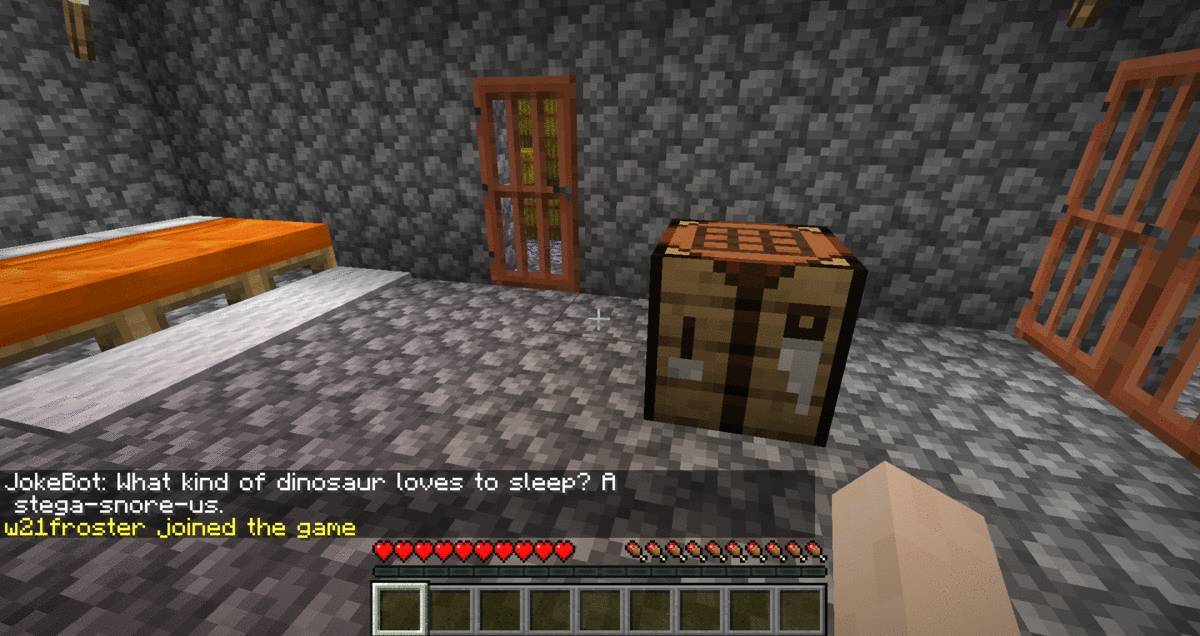 JokeBot: What kind of dinosaur loves to sleep? A
stega-snore-us.
w21froster joined the game